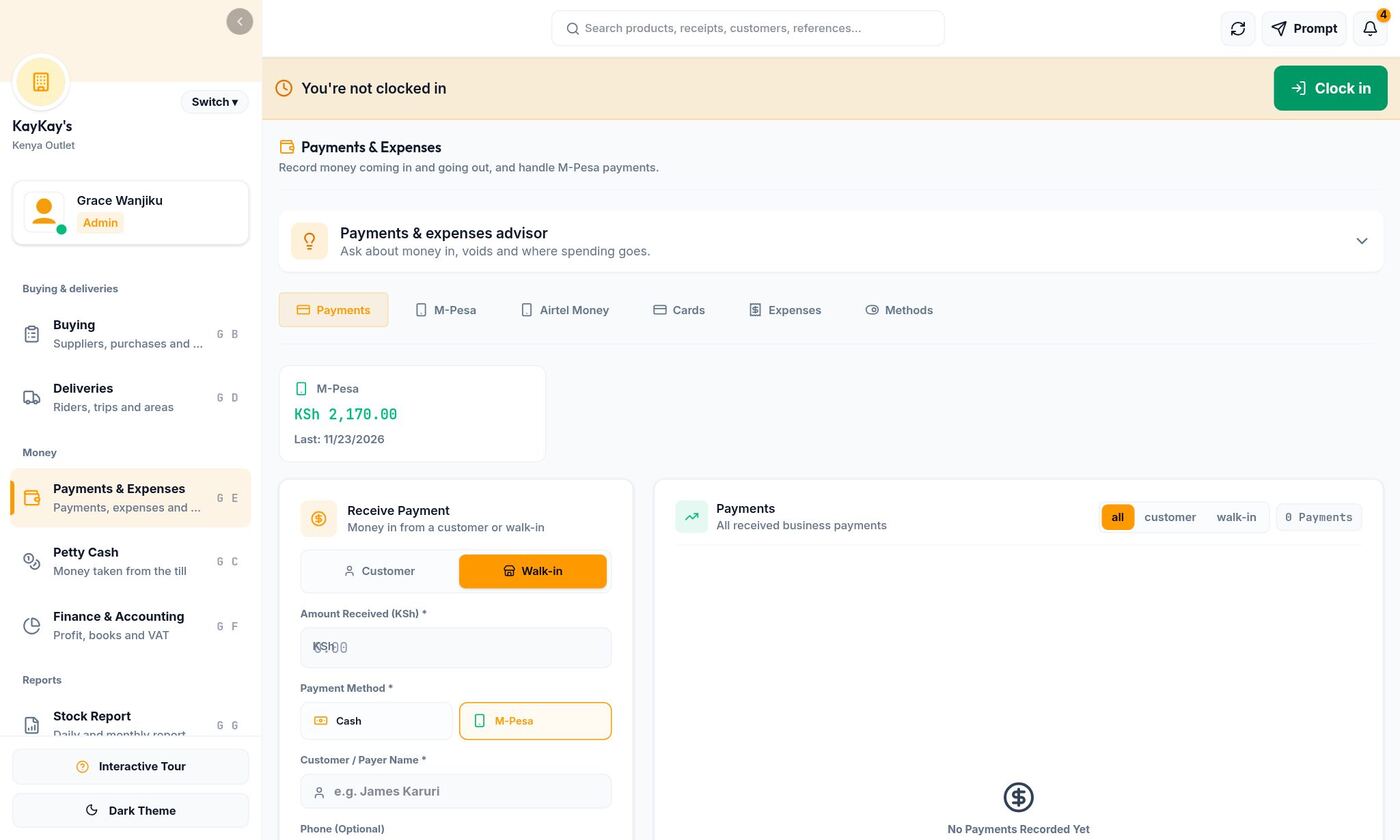 Search products, receipts, customers, references...
Prompt
4
Switch ▾
KayKay's
Kenya Outlet
Grace Wanjiku
Admin
Buying & deliveries
Buying
Suppliers, purchases and ...
G B
Deliveries
Riders, trips and areas
G D
Money
Payments & Expenses
Payments, expenses and ...
G E
Petty Cash
Money taken from the till
G C
Finance & Accounting
Profit, books and VAT
G F
Reports
Stock Report
Daily and monthly report
G G
Interactive Tour
Dark Theme
You're not clocked in
Clock in
Payments & Expenses
Record money coming in and going out, and handle M-Pesa payments.
Payments & expenses advisor
Ask about money in, voids and where spending goes.
Payments
M-Pesa
Airtel Money
Cards
Expenses
Methods
M-Pesa
KSh 2,170.00
Last: 11/23/2026
Receive Payment
Money in from a customer or walk-in
Customer
Walk-in
Amount Received (KSh) *
KSh
0.00
Payment Method *
Cash
M-Pesa
Customer / Payer Name *
e.g. James Karuri
Phone (Optional)
Payments
All received business payments
all
customer
walk-in
0 Payments
No Payments Recorded Yet